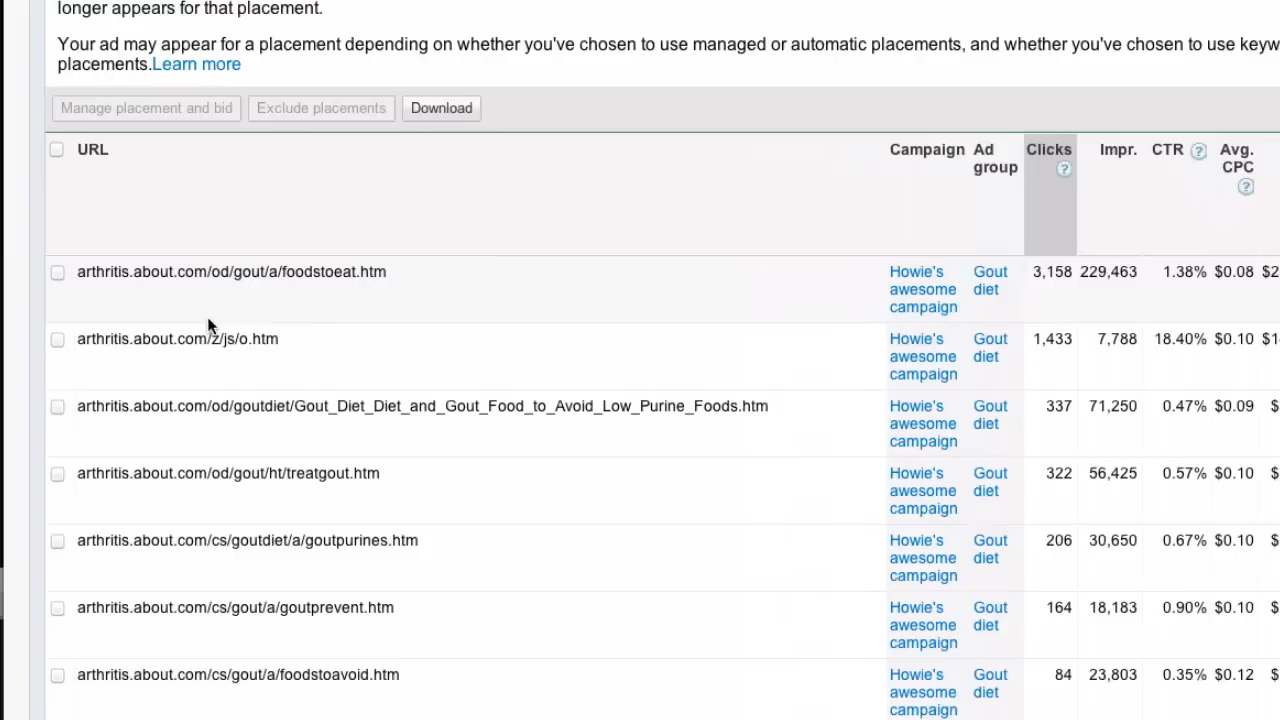 longer appears for that placement.
Your ad may appear for a placement depending on whether you've chosen to use managed or automatic placements, and whether you've chosen to use keyw
placements.Learn more
Manage placement and bid Exclude placements Download
URL Campaign Ad group Clicks ? Impr. CTR ? Avg. CPC ?
arthritis.about.com/od/gout/a/foodstoeat.htm Howie's awesome campaign Gout diet 3,158 229,463 1.38% $0.08 $2
arthritis.about.com/z/js/o.htm Howie's awesome campaign Gout diet 1,433 7,788 18.40% $0.10 $1
arthritis.about.com/od/goutdiet/Gout_Diet_Diet_and_Gout_Food_to_Avoid_Low_Purine_Foods.htm Howie's awesome campaign Gout diet 337 71,250 0.47% $0.09 $
arthritis.about.com/od/gout/ht/treatgout.htm Howie's awesome campaign Gout diet 322 56,425 0.57% $0.10 $
arthritis.about.com/cs/goutdiet/a/goutpurines.htm Howie's awesome campaign Gout diet 206 30,650 0.67% $0.10 $
arthritis.about.com/cs/gout/a/goutprevent.htm Howie's awesome campaign Gout diet 164 18,183 0.90% $0.10 $
arthritis.about.com/cs/gout/a/foodstoavoid.htm Howie's awesome campaign Gout diet 84 23,803 0.35% $0.12 $